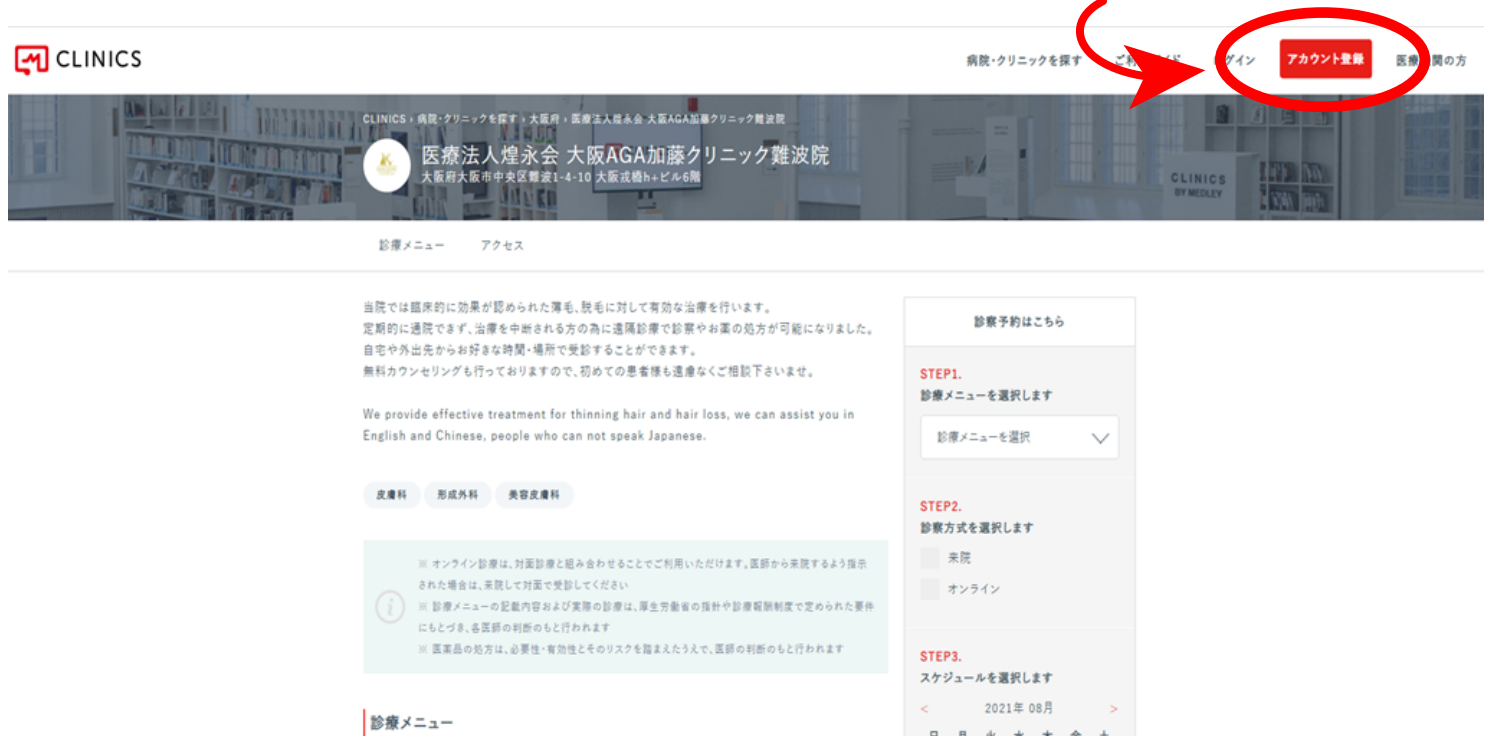 CLINICS
病院・クリニックを探す
アカウント登録
CLINICS › 病院・クリニックを探す › 大阪府 › 医療法人煌永会 大阪AGA加藤クリニック難波院
医療法人煌永会 大阪AGA加藤クリニック難波院
大阪府大阪市中央区難波1-4-10 大阪戎橋h+ビル6階
CLINICS
BY MEDLEY
診療メニュー アクセス
当院では臨床的に効果が認められた薄毛、脱毛に対して有効な治療を行います。
定期的に通院できず、治療を中断される方の為に遠隔診療で診察やお薬の処方が可能になりました。
自宅や外出先からお好きな時間・場所で受診することができます。
無料カウンセリングも行っておりますので、初めての患者様も遠慮なくご相談下さいませ。
We provide effective treatment for thinning hair and hair loss, we can assist you in
English and Chinese, people who can not speak Japanese.
皮膚科 形成外科 美容皮膚科
※ オンライン診療は、対面診療と組み合わせることでご利用いただけます。医師から来院するよう指示
された場合は、来院して対面で受診してください
※ 診療メニューの記載内容および実際の診療は、厚生労働省の指針や診療報酬制度で定められた要件
にもとづき、各医師の判断のもと行われます
※ 医薬品の処方は、必要性・有効性とそのリスクを踏まえたうえで、医師の判断のもと行われます
診療メニュー
診察予約はこちら
STEP1.
診療メニューを選択します
診療メニューを選択
STEP2.
診察方式を選択します
来院
オンライン
STEP3.
スケジュールを選択します
< 2021年 08月 >
日 月 火 水 木 金 土